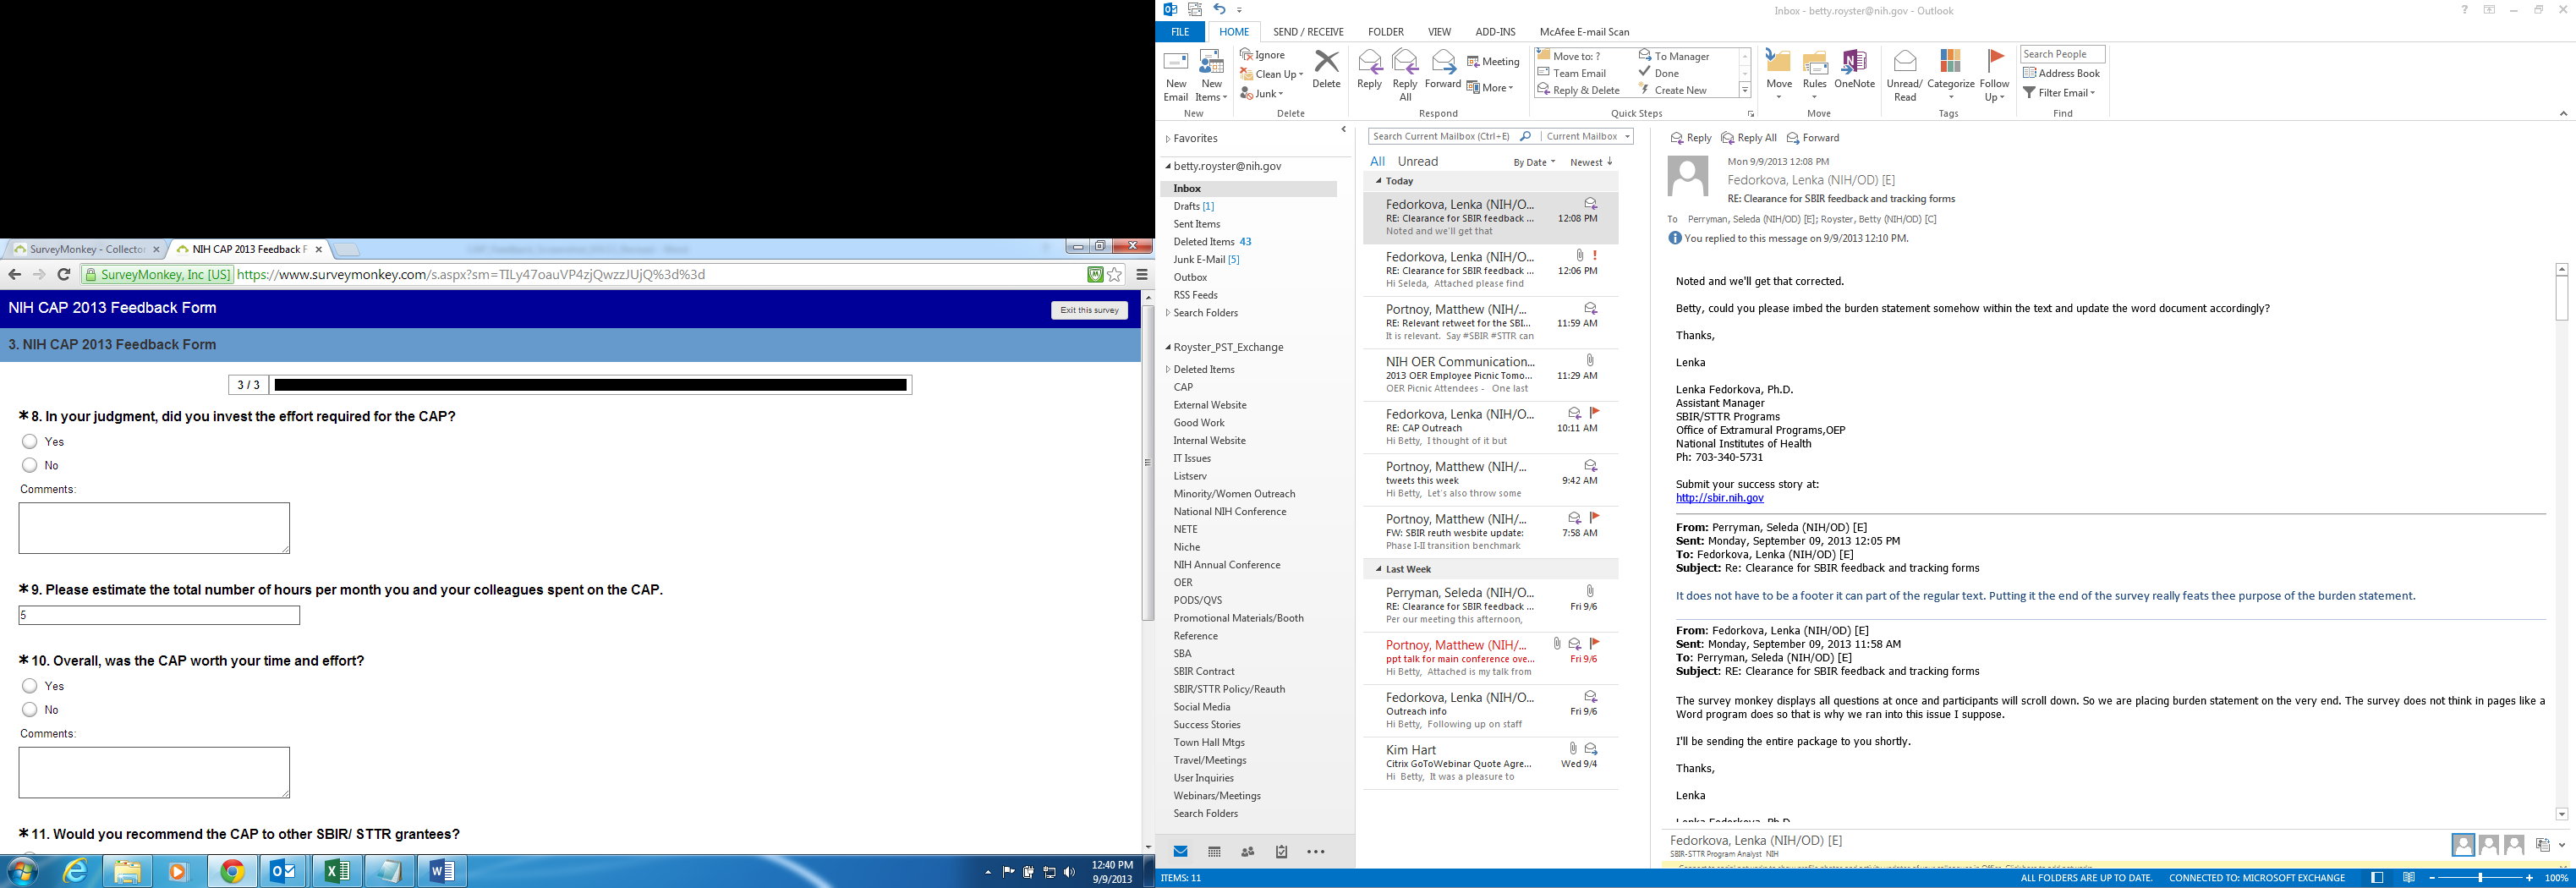 SurveyMonkey - Collector
NIH CAP 2013 Feedback F
SurveyMonkey, Inc [US] https://www.surveymonkey.com/s.aspx?sm=TILy47oauVP4zjQwzzJUjQ%3d%3d
NIH CAP 2013 Feedback Form
Exit this survey
3. NIH CAP 2013 Feedback Form
3 / 3
*8. In your judgment, did you invest the effort required for the CAP?
Yes
No
Comments:
*9. Please estimate the total number of hours per month you and your colleagues spent on the CAP.
5
*10. Overall, was the CAP worth your time and effort?
Yes
No
Comments:
*11. Would you recommend the CAP to other SBIR/ STTR grantees?
12:40 PM
9/9/2013
Inbox - betty.royster@nih.gov - Outlook
FILE HOME SEND / RECEIVE FOLDER VIEW ADD-INS McAfee E-mail Scan
New Email
New Items
New
Ignore
Clean Up
Junk
Delete
Delete
Reply
Reply All
Forward
Meeting
More
Respond
Move to: ?
Team Email
Reply & Delete
To Manager
Done
Create New
Quick Steps
Move
Rules
OneNote
Move
Unread/ Read
Categorize
Follow Up
Tags
Search People
Address Book
Filter Email
Find
Favorites
betty.royster@nih.gov
Inbox
Drafts [1]
Sent Items
Deleted Items 43
Junk E-Mail [5]
Outbox
RSS Feeds
Search Folders
Royster_PST_Exchange
Deleted Items
CAP
External Website
Good Work
Internal Website
IT Issues
Listserv
Minority/Women Outreach
National NIH Conference
NETE
Niche
NIH Annual Conference
OER
PODS/QVS
Promotional Materials/Booth
Reference
SBA
SBIR Contract
SBIR/STTR Policy/Reauth
Social Media
Success Stories
Town Hall Mtgs
Travel/Meetings
User Inquiries
Webinars/Meetings
Search Folders
Search Current Mailbox (Ctrl+E) Current Mailbox
All Unread By Date Newest
Today
Fedorkova, Lenka (NIH/O...
RE: Clearance for SBIR feedback ... 12:08 PM
Noted and we'll get that
Fedorkova, Lenka (NIH/O...
RE: Clearance for SBIR feedback ... 12:06 PM
Hi Seleda, Attached please find
Portnoy, Matthew (NIH/...
RE: Relevant retweet for the SBI... 11:59 AM
It is relevant. Say #SBIR #STTR can
NIH OER Communication...
2013 OER Employee Picnic Tomo... 11:29 AM
OER Picnic Attendees - One last
Fedorkova, Lenka (NIH/O...
RE: CAP Outreach 10:11 AM
Hi Betty, I thought of it but
Portnoy, Matthew (NIH/...
tweets this week 9:42 AM
Hi Betty, Let's also throw some
Portnoy, Matthew (NIH/...
FW: SBIR reuth wesbite update: 7:58 AM
Phase I-II transition benchmark
Last Week
Perryman, Seleda (NIH/O...
RE: Clearance for SBIR feedback ... Fri 9/6
Per our meeting this afternoon,
Portnoy, Matthew (NIH/...
ppt talk for main conference ove... Fri 9/6
Hi Betty, Attached is my talk from
Fedorkova, Lenka (NIH/O...
Outreach info Fri 9/6
Hi Betty, Following up on staff
Kim Hart
Citrix GoToWebinar Quote Agre... Wed 9/4
Hi Betty, It was a pleasure to
Reply Reply All Forward
Mon 9/9/2013 12:08 PM
Fedorkova, Lenka (NIH/OD) [E]
RE: Clearance for SBIR feedback and tracking forms
To Perryman, Seleda (NIH/OD) [E]; Royster, Betty (NIH/OD) [C]
You replied to this message on 9/9/2013 12:10 PM.
Noted and we'll get that corrected.
Betty, could you please imbed the burden statement somehow within the text and update the word document accordingly?
Thanks,
Lenka
Lenka Fedorkova, Ph.D.
Assistant Manager
SBIR/STTR Programs
Office of Extramural Programs,OEP
National Institutes of Health
Ph: 703-340-5731
Submit your success story at:
http://sbir.nih.gov
From: Perryman, Seleda (NIH/OD) [E]
Sent: Monday, September 09, 2013 12:05 PM
To: Fedorkova, Lenka (NIH/OD) [E]
Subject: Re: Clearance for SBIR feedback and tracking forms
It does not have to be a footer it can part of the regular text. Putting it the end of the survey really feats thee purpose of the burden statement.
From: Fedorkova, Lenka (NIH/OD) [E]
Sent: Monday, September 09, 2013 11:58 AM
To: Perryman, Seleda (NIH/OD) [E]
Subject: RE: Clearance for SBIR feedback and tracking forms
The survey monkey displays all questions at once and participants will scroll down. So we are placing burden statement on the very end. The survey does not think in pages like a
Word program does so that is why we ran into this issue I suppose.
I'll be sending the entire package to you shortly.
Thanks,
Lenka
Lenka Fedorkova, Ph.D.
Fedorkova, Lenka (NIH/OD) [E]
SBIR-STTR Program Analyst NIH
ITEMS: 11
ALL FOLDERS ARE UP TO DATE. CONNECTED TO: MICROSOFT EXCHANGE 100%